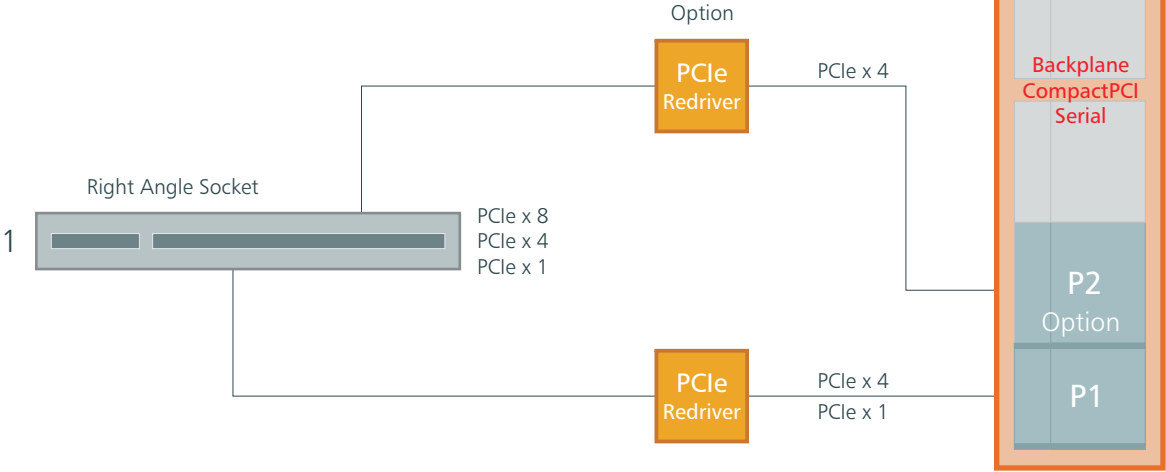 Option
PCIe
Redriver
PCIe x 4
Backplane
CompactPCI
Serial
Right Angle Socket
1
PCIe x 8
PCIe x 4
PCIe x 1
P2
Option
PCIe
Redriver
PCIe x 4
PCIe x 1
P1